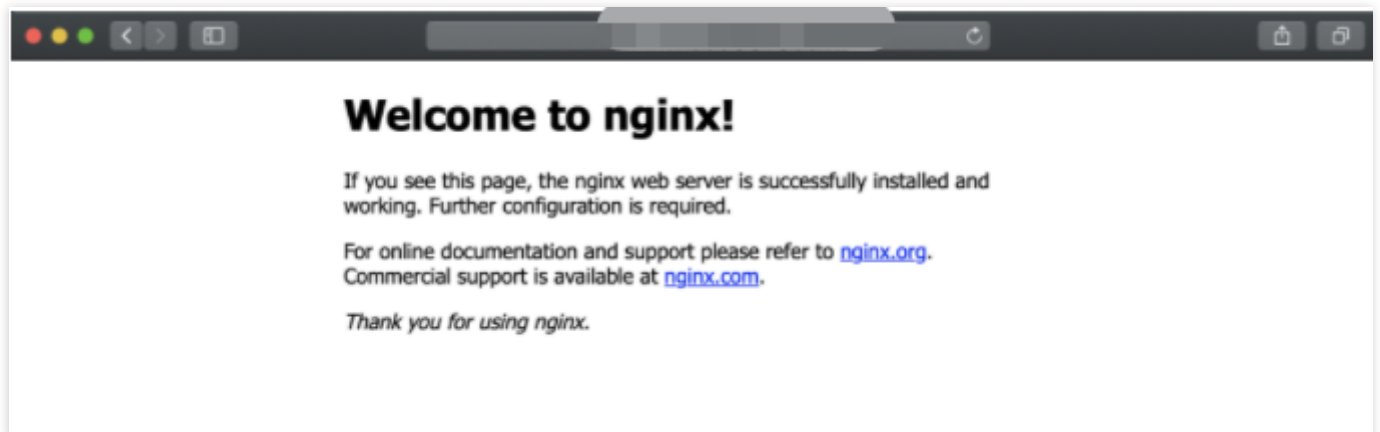 Welcome to nginx!
If you see this page, the nginx web server is successfully installed and
working. Further configuration is required.
For online documentation and support please refer to nginx.org.
Commercial support is available at nginx.com.
Thank you for using nginx.